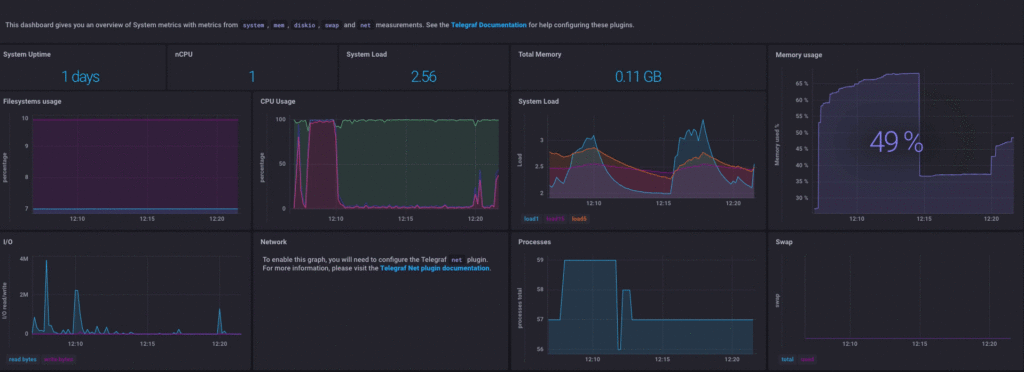 This dashboard gives you an overview of System metrics with metrics from system , mem , diskio , swap and net measurements. See the Telegraf Documentation for help configuring these plugins.
System Uptime
1 days
nCPU
1
System Load
2.56
Total Memory
0.11 GB
Memory usage
Memory used %
65 %
60 %
55 %
50 %
45 %
40 %
35 %
30 %
49 %
12:10
12:15
12:20
Filesystems usage
percentage
10
9
8
7
12:10
12:15
12:20
CPU Usage
percentage
100
50
0
12:10
12:15
12:20
System Load
Load
3
2.5
2
12:10
12:15
12:20
load1
load5
I/O
I/O read/write
4M
2M
0
12:10
12:15
12:20
read bytes
Network
To enable this graph, you will need to configure the Telegraf net plugin.
For more information, please visit the Telegraf Net plugin documentation.
Processes
processes total
59
58
57
56
12:10
12:15
12:20
Swap
swap
12:10
12:15
12:20
total